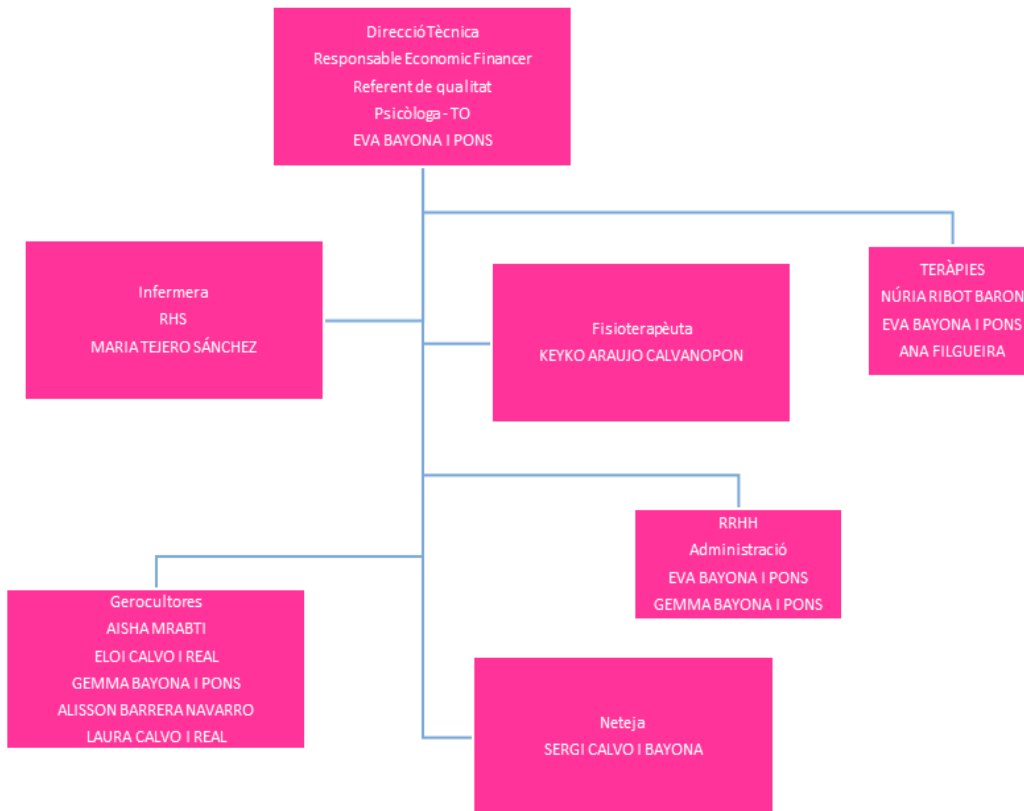 Direcció Tècnica
Responsable Economic Financer
Referent de qualitat
Psicòloga - TO
EVA BAYONA I PONS
Infermera
RHS
MARIA TEJERO SÁNCHEZ
Fisioterapèuta
KEYKO ARAUJO CALVANOPON
TERÀPIES
NÚRIA RIBOT BARON
EVA BAYONA I PONS
ANA FILGUEIRA
RRHH
Administració
EVA BAYONA I PONS
GEMMA BAYONA I PONS
Gerocultores
AISHA MRABTI
ELOI CALVO I REAL
GEMMA BAYONA I PONS
ALISSON BARRERA NAVARRO
LAURA CALVO I REAL
Neteja
SERGI CALVO I BAYONA